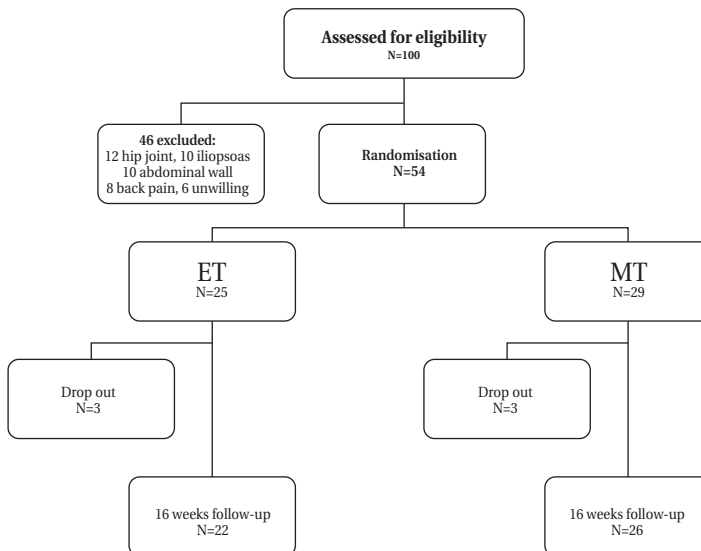 Assessed for eligibility
N=100
46 excluded:
12 hip joint, 10 iliopsoas
10 abdominal wall
8 back pain, 6 unwilling
Randomisation
N=54
ET
N=25
MT
N=29
Drop out
N=3
Drop out
N=3
16 weeks follow-up
N=22
16 weeks follow-up
N=26